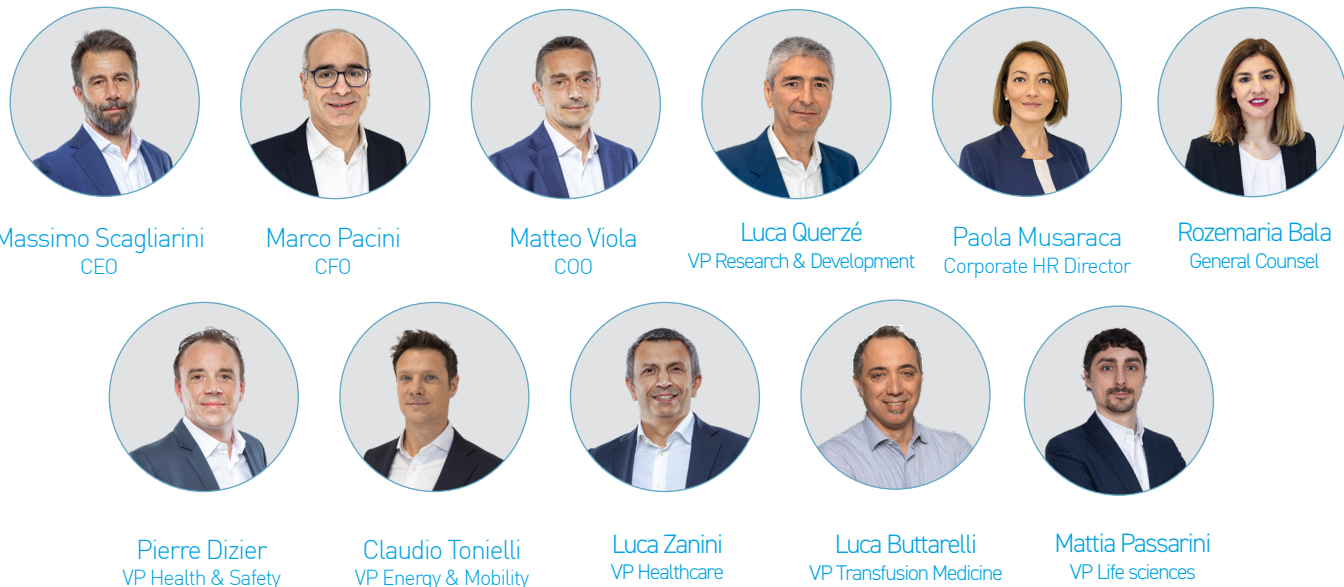 Massimo Scagliarini
CEO
Marco Pacini
CFO
Matteo Viola
COO
Luca Querzé
VP Research & Development
Paola Musaraca
Corporate HR Director
Rozemaria Bala
General Counsel
Pierre Dizier
VP Health & Safety
Claudio Tonielli
VP Energy & Mobility
Luca Zanini
VP Healthcare
Luca Buttarelli
VP Transfusion Medicine
Mattia Passarini
VP Life sciences